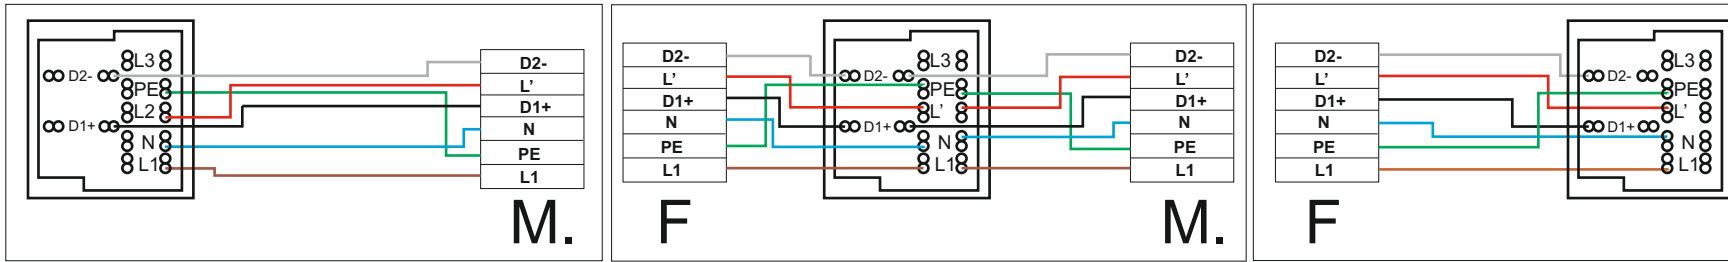 L3
D2-
PE
L2
D1+
N
L1
D2-
L'
D1+
N
PE
L1
M.
D2-
L'
D1+
N
PE
L1
F
L3
D2-
PE
L'
D1+
N
L1
D2-
L'
D1+
N
PE
L1
M.
D2-
L'
D1+
N
PE
L1
F
L3
D2-
PE
L'
D1+
N
L1